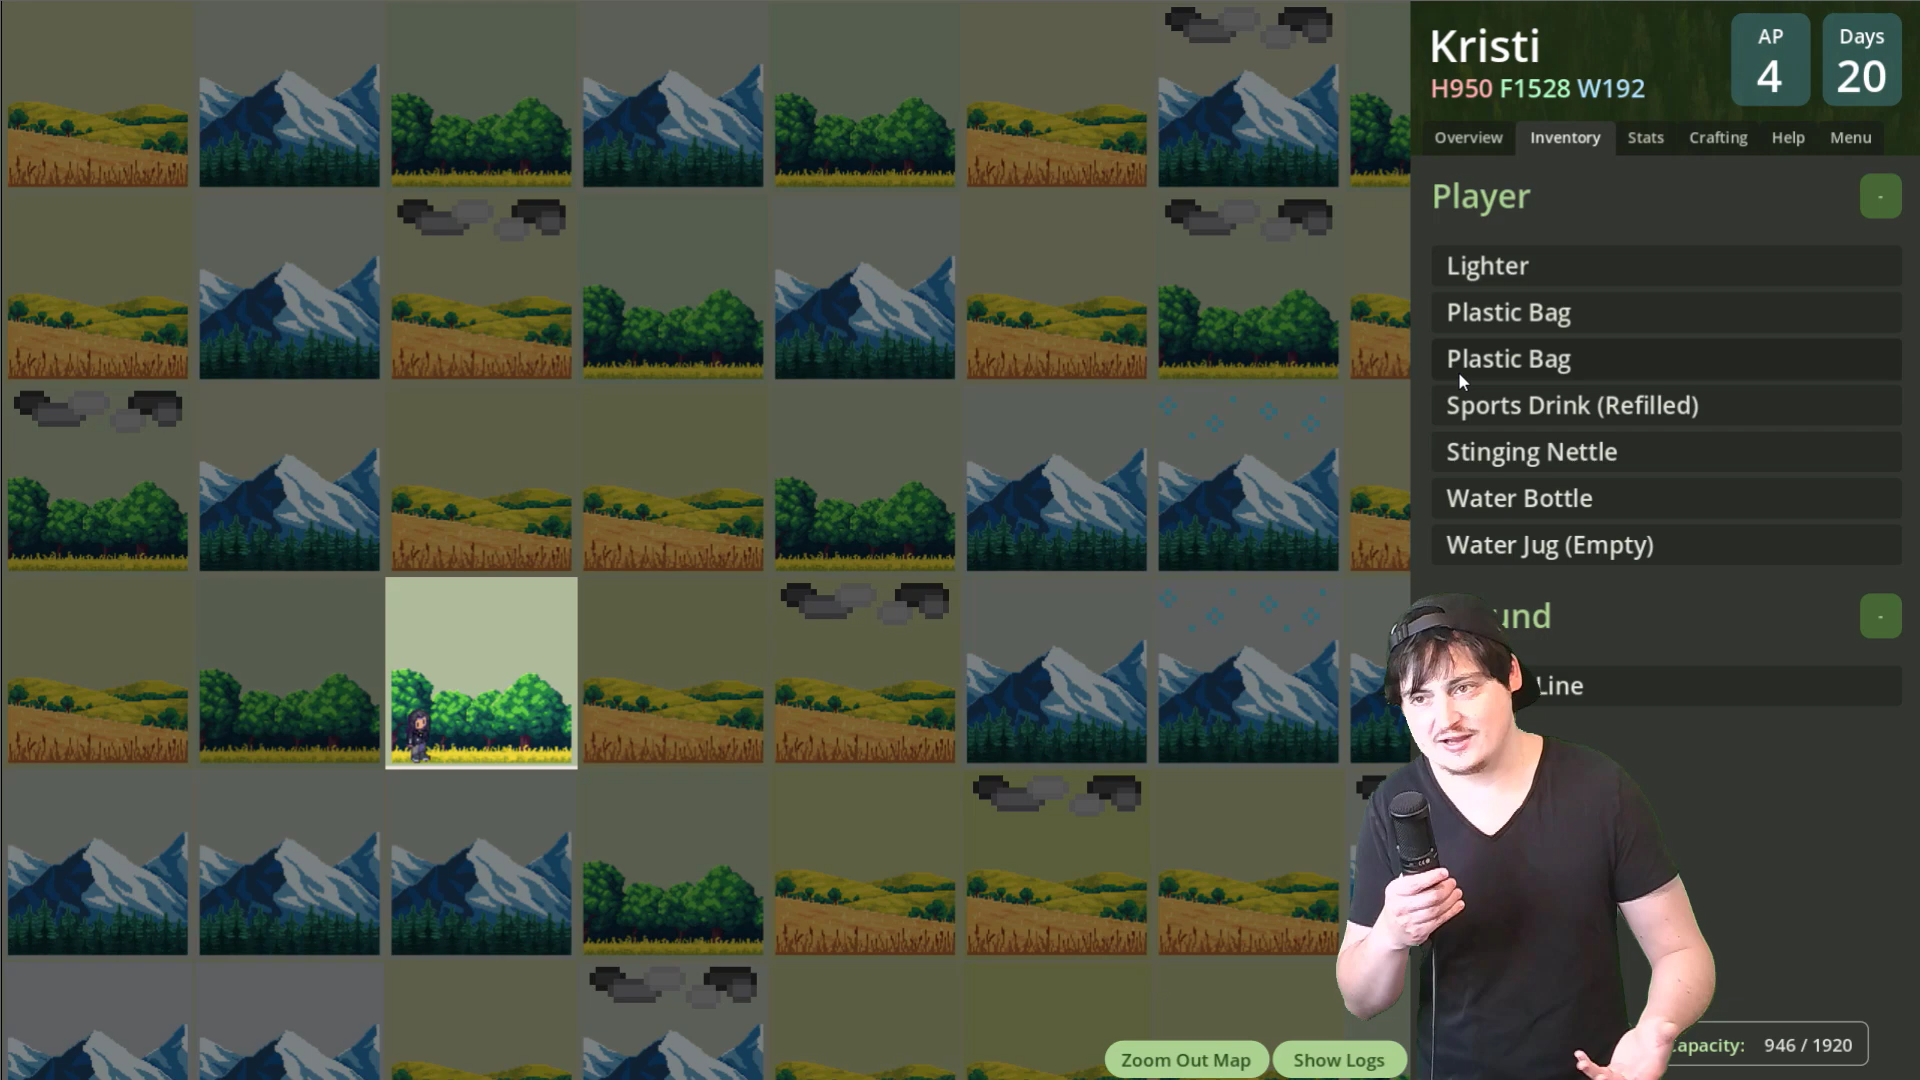 Kristi
H950 F1528 W192
AP
4
Days
20
Overview
Inventory
Stats
Crafting
Help
Menu
Player
-
Lighter
Plastic Bag
Plastic Bag
Sports Drink (Refilled)
Stinging Nettle
Water Bottle
Water Jug (Empty)
-
Line
Zoom Out Map
Show Logs
946 / 1920